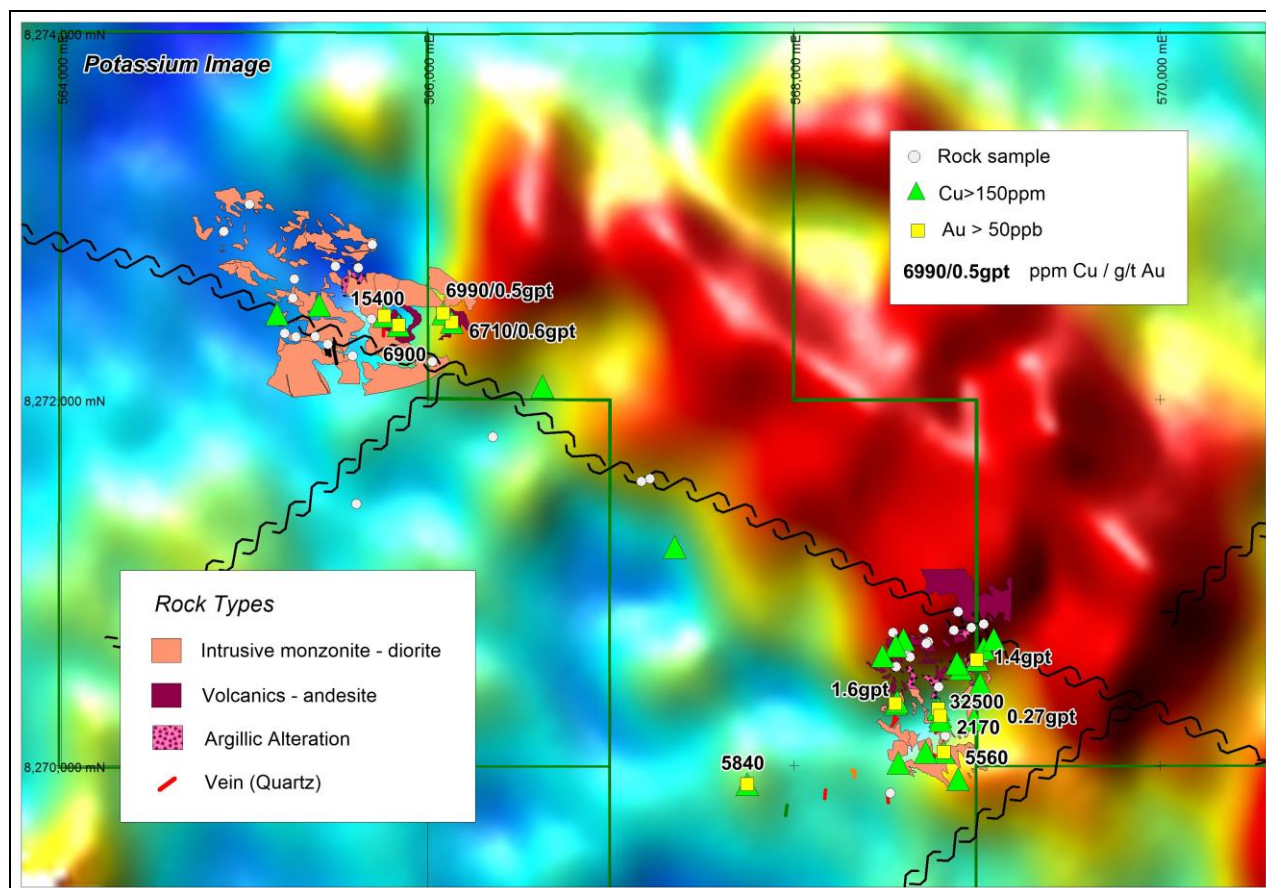 8,274,000 mN
Potassium Image
564,000 mE
566,000 mE
568,000 mE
570,000 mE
Rock sample
Cu>150ppm
Au > 50ppb
6990/0.5gpt ppm Cu / g/t Au
15400
6990/0.5gpt
6710/0.6gpt
6900
8,272,000 mN
Rock Types
Intrusive monzonite - diorite
Volcanics - andesite
Argillic Alteration
Vein (Quartz)
1.4gpt
1.6gpt
32500
0.27gpt
2170
5560
5840
8,270,000 mN